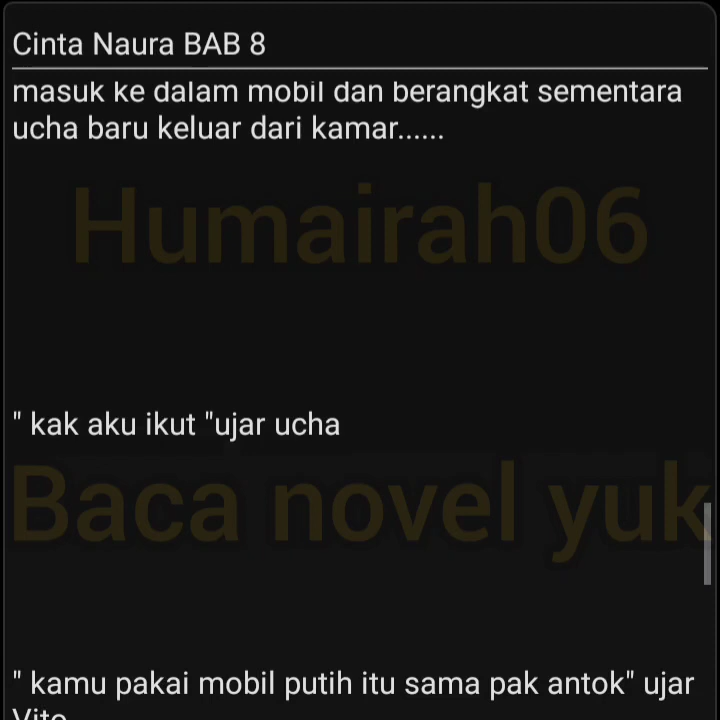 Cinta Naura BAB 8
masuk ke dalam mobil dan berangkat sementara
ucha baru keluar dari kamar......
Humairah06
" kak aku ikut "ujar ucha
Baca novel yuk
" kamu pakai mobil putih itu sama pak antok" ujar
Vito